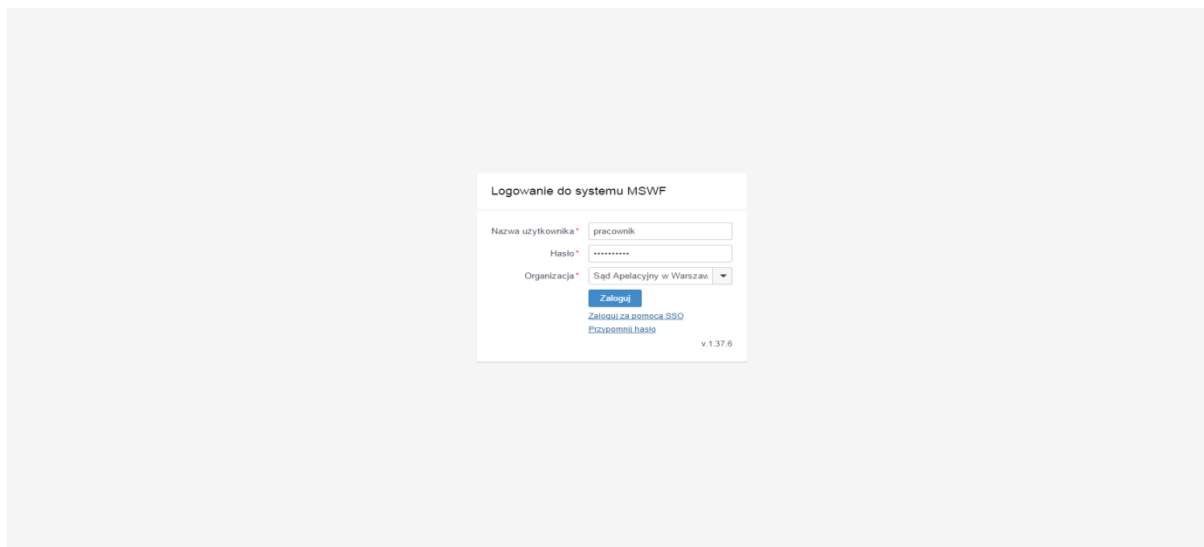 Logowanie do systemu MSWF
Nazwa użytkownika* pracownik
Hasło* ••••••••••
Organizacja* Sąd Apelacyjny w Warszaw
Zaloguj
Zaloguj za pomoca SSO
Przypomnij hasło
v.1.37.6